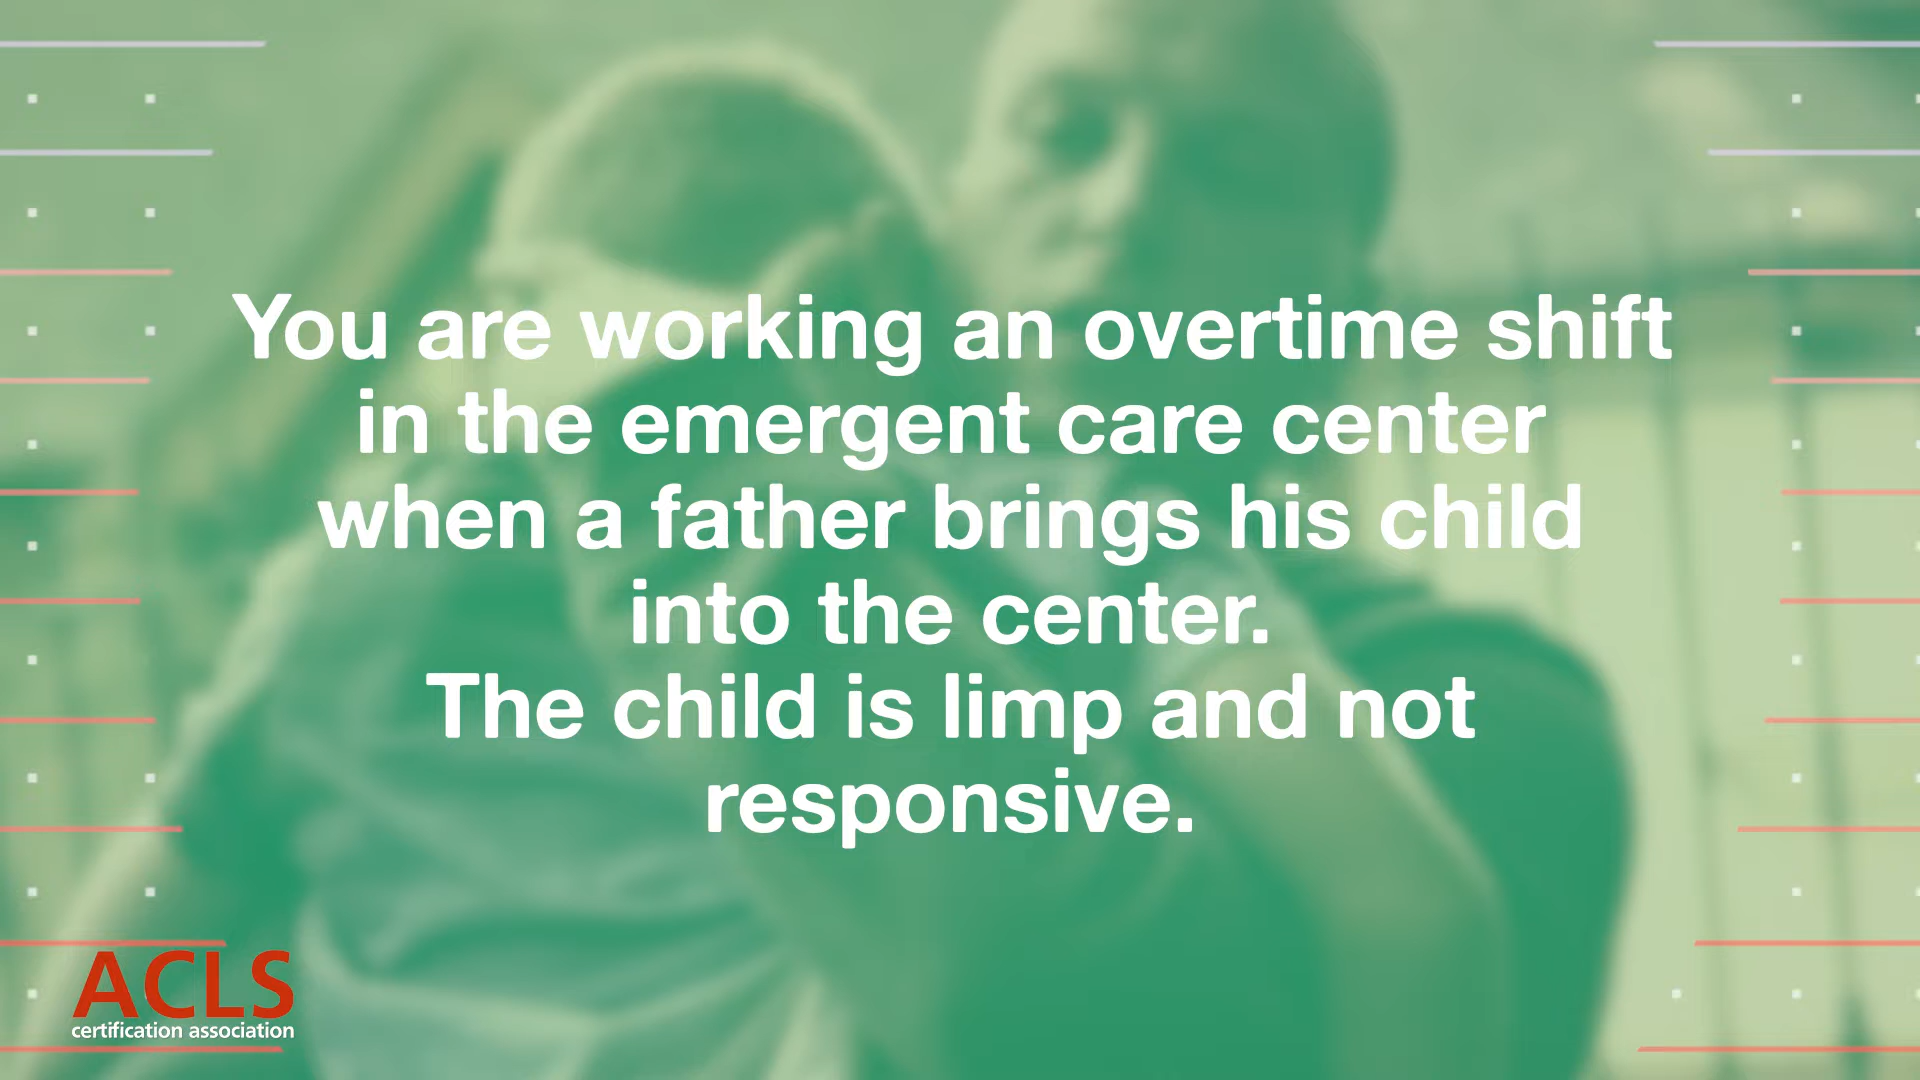 You are working an overtime shift
in the emergent care center
when a father brings his child
into the center.
The child is limp and not
responsive.
ACLS
certification association